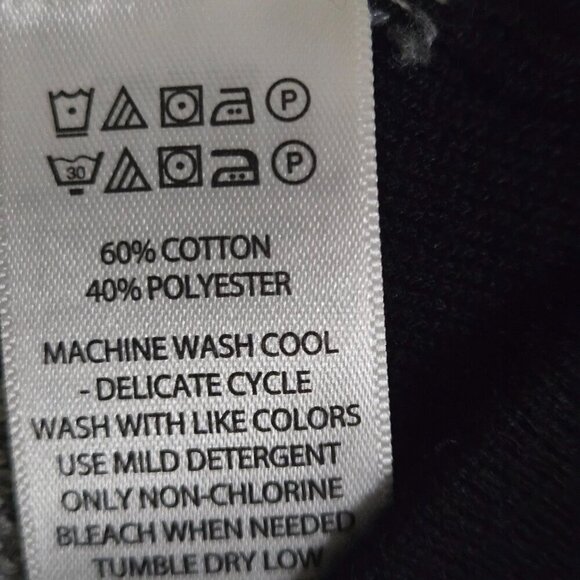 P
30 P
60% COTTON
40% POLYESTER
MACHINE WASH COOL
- DELICATE CYCLE
WASH WITH LIKE COLORS
USE MILD DETERGENT
ONLY NON-CHLORINE
BLEACH WHEN NEEDED
TUMBLE DRY LOW